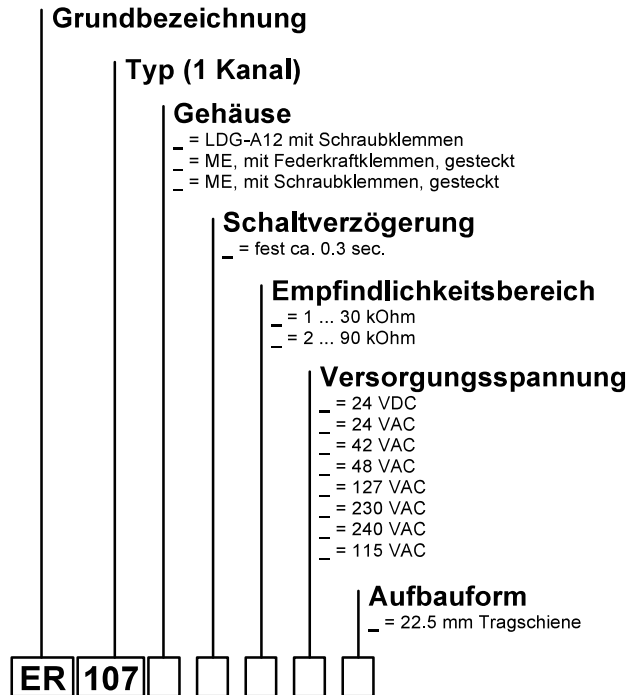 Grundbezeichnung
Typ (1 Kanal)
Gehäuse
_ = LDG-A12 mit Schraubklemmen
_ = ME, mit Federkraftklemmen, gesteckt
_ = ME, mit Schraubklemmen, gesteckt
Schaltverzögerung
_ = fest ca. 0.3 sec.
Empfindlichkeitsbereich
_ = 1 ... 30 kOhm
_ = 2 ... 90 kOhm
Versorgungsspannung
_ = 24 VDC
_ = 24 VAC
_ = 42 VAC
_ = 48 VAC
_ = 127 VAC
_ = 230 VAC
_ = 240 VAC
_ = 115 VAC
Aufbauform
_ = 22.5 mm Tragschiene
ER 107